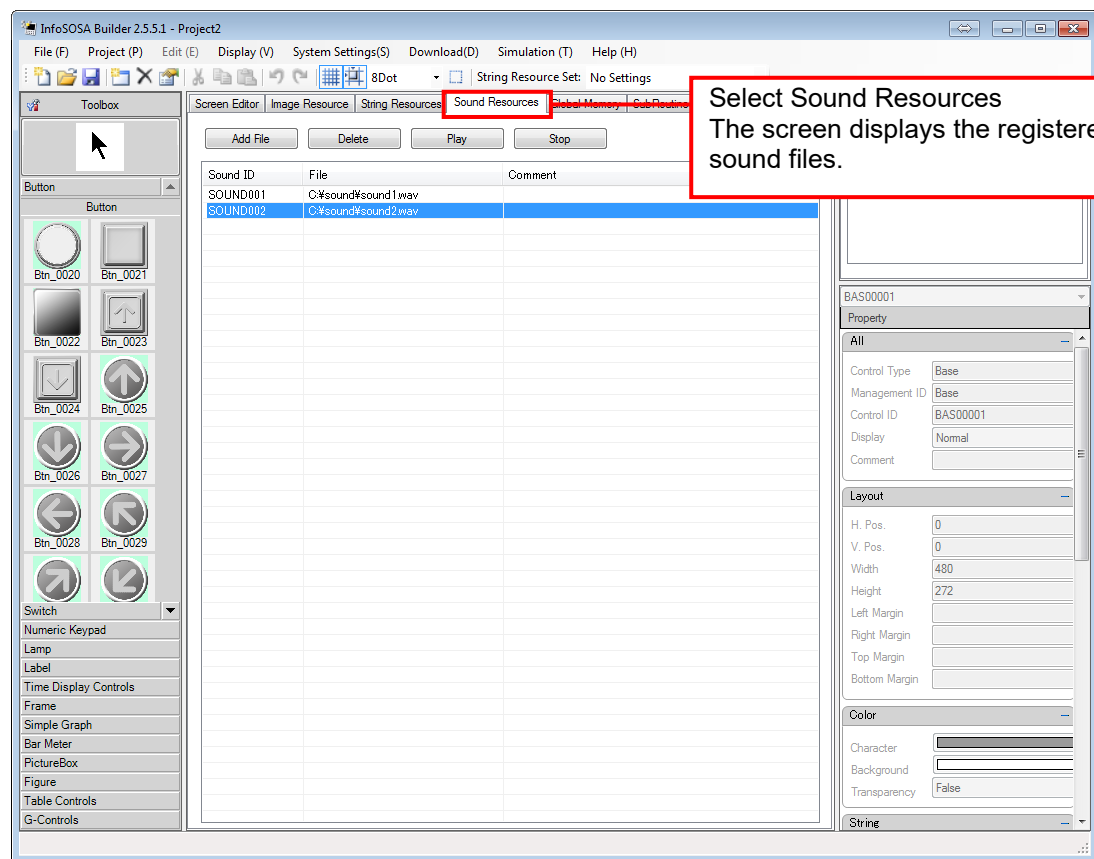 InfoSOSA Builder 2.5.5.1 - Project2
File (F) Project (P) Edit (E) Display (V) System Settings(S) Download(D) Simulation (T) Help (H)
8Dot String Resource Set: No Settings
Toolbox
Screen Editor Image Resource String Resources Sound Resources Global Memory SubRoutine
Select Sound Resources
The screen displays the registere
sound files.
Add File Delete Play Stop
Sound ID File Comment
SOUND001 C:¥sound¥sound1.wav
SOUND002 C:¥sound¥sound2.wav
Button
Button
Btn_0020 Btn_0021
Btn_0022 Btn_0023
Btn_0024 Btn_0025
Btn_0026 Btn_0027
Btn_0028 Btn_0029
Switch
Numeric Keypad
Lamp
Label
Time Display Controls
Frame
Simple Graph
Bar Meter
PictureBox
Figure
Table Controls
G-Controls
BAS00001
Property
All
Control Type Base
Management ID Base
Control ID BAS00001
Display Normal
Comment
Layout
H. Pos. 0
V. Pos. 0
Width 480
Height 272
Left Margin
Right Margin
Top Margin
Bottom Margin
Color
Character
Background
Transparency False
String